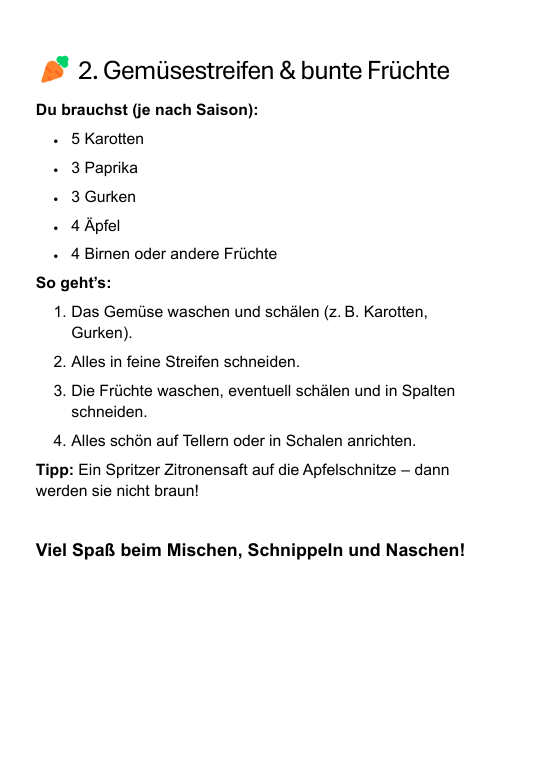 2. Gemüsestreifen & bunte Früchte
Du brauchst (je nach Saison):
• 5 Karotten
• 3 Paprika
• 3 Gurken
• 4 Äpfel
• 4 Birnen oder andere Früchte
So geht’s:
1. Das Gemüse waschen und schälen (z. B. Karotten,
Gurken).
2. Alles in feine Streifen schneiden.
3. Die Früchte waschen, eventuell schälen und in Spalten
schneiden.
4. Alles schön auf Tellern oder in Schalen anrichten.
Tipp: Ein Spritzer Zitronensaft auf die Apfelschnitze – dann
werden sie nicht braun!
Viel Spaß beim Mischen, Schnippeln und Naschen!